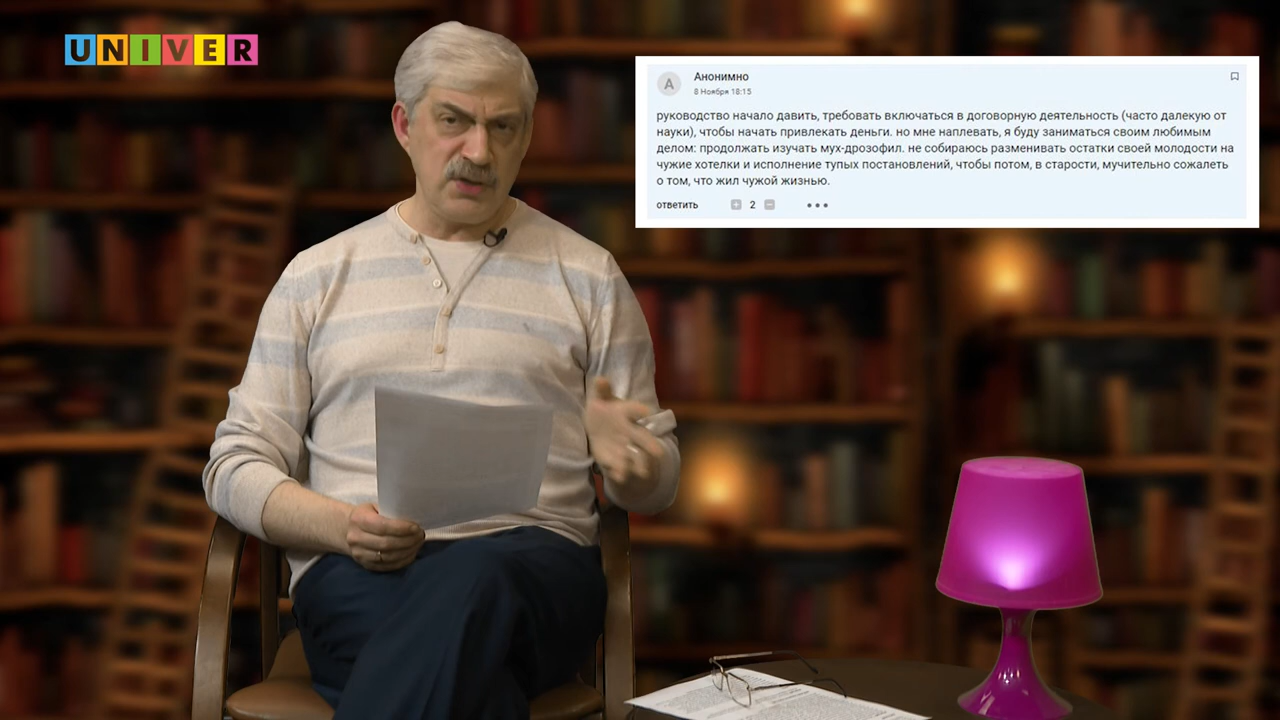 UNIVER
А
Анонимно
8 Ноября 18:15
руководство начало давить, требовать включаться в договорную деятельность (часто далекую от
науки), чтобы начать привлекать деньги. но мне наплевать, я буду заниматься своим любимым
делом: продолжать изучать мух-дрозофил. не собираюсь разменивать остатки своей молодости на
чужие хотелки и исполнение тупых постановлений, чтобы потом, в старости, мучительно сожалеть
о том, что жил чужой жизнью.
ответить 2